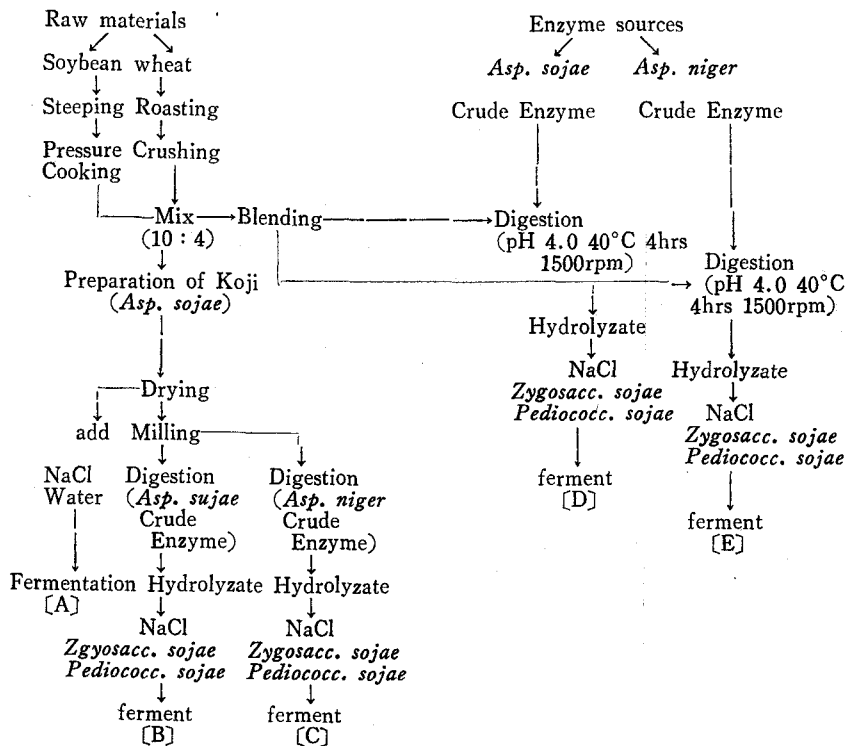 Raw materials
Soybean wheat
Steeping Roasting
Pressure Crushing
Cooking
Mix
(10 : 4)
Blending
Preparation of Koji
(Asp. sojae)
Drying
add Milling
NaCl
Water
Fermentation
[A]
Digestion
(Asp. sujae
Crude
Enzyme)
Hydrolyzate
NaCl
Zgyosacc. sojae
Pediococc. sojae
ferment
[B]
Digestion
(Asp. niger
Crude
Enzyme)
Hydrolyzate
NaCl
Zygosacc. sojae
Pediococc. sojae
ferment
[C]
Enzyme sources
Asp. sojae Asp. niger
Crude Enzyme Crude Enzyme
Digestion
(pH 4.0 40°C 4hrs
1500rpm)
Hydrolyzate
NaCl
Zygosacc. sojae
Pediococc. sojae
ferment
[D]
Digestion
(pH 4.0 40°C
4hrs 1500rpm)
Hydrolyzate
NaCl
Zygosacc. sojae
Pediococc. sojae
ferment
[E]